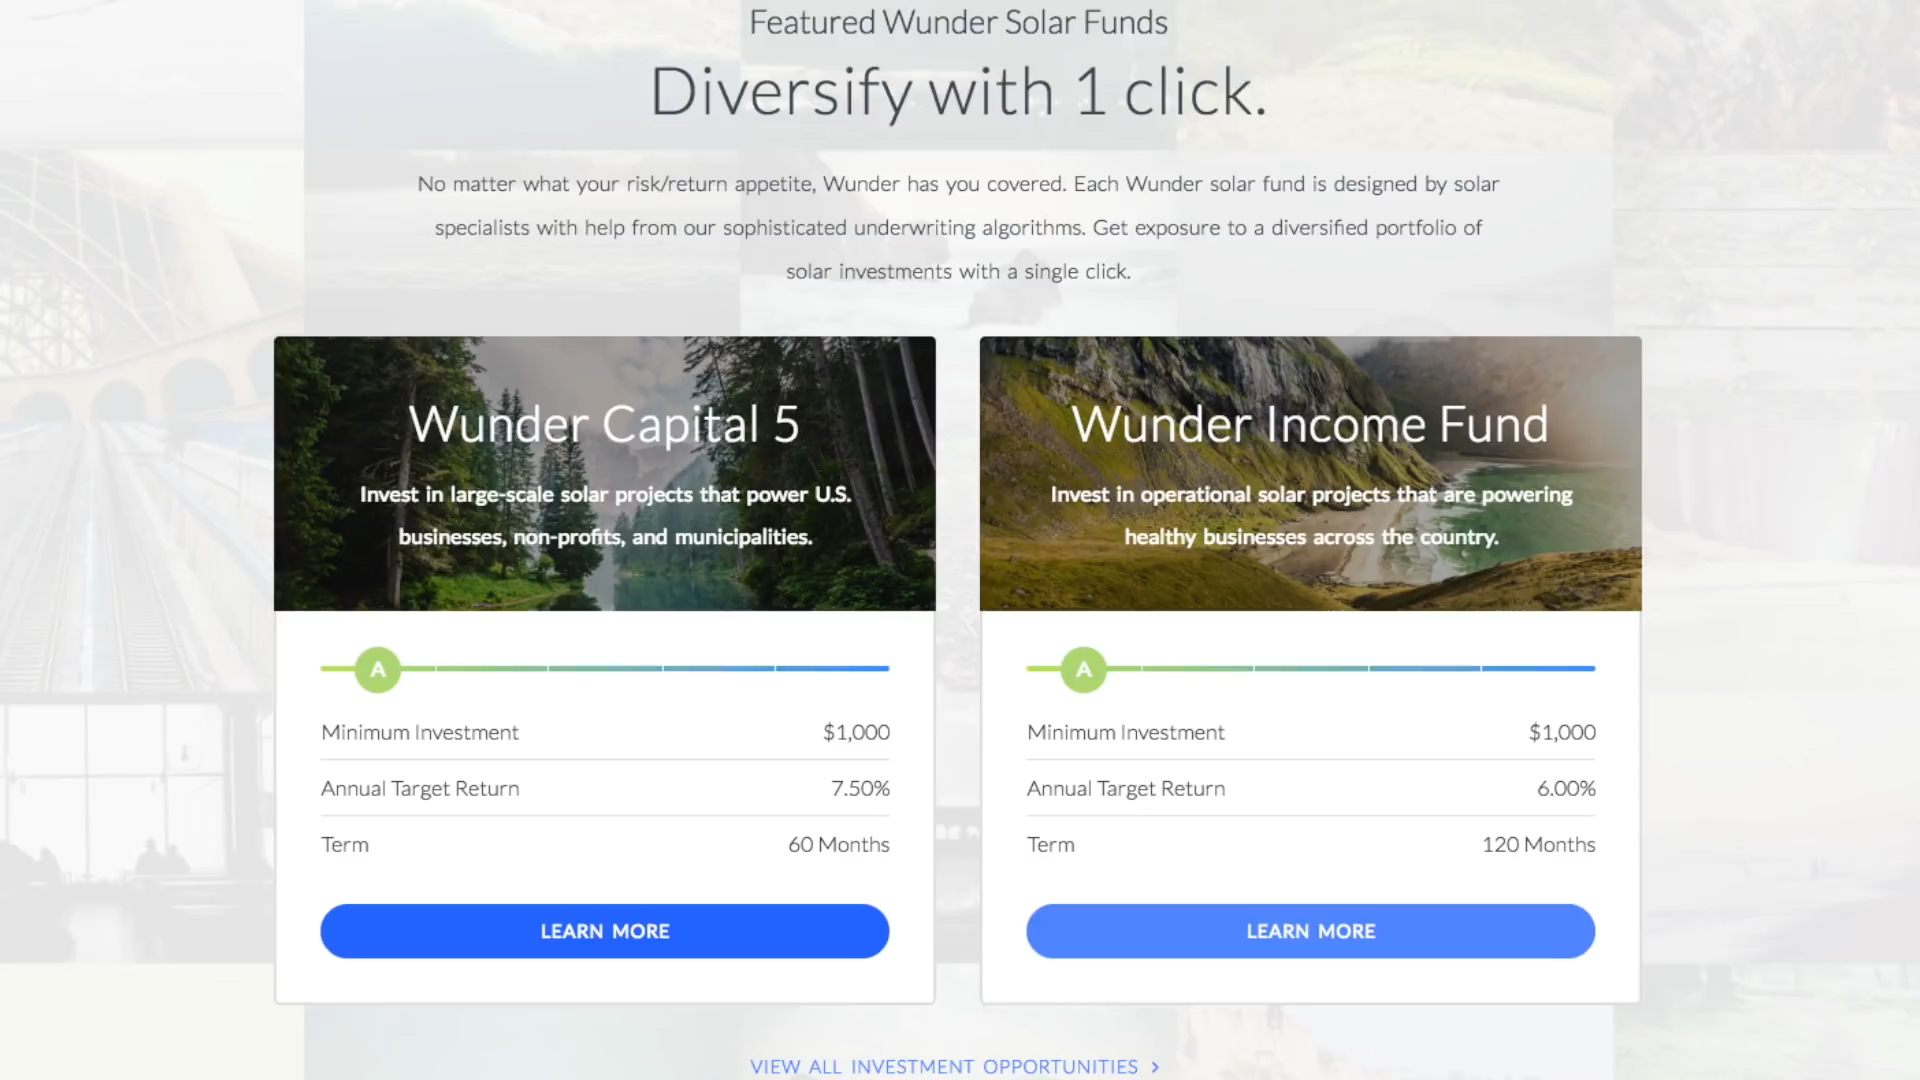 Featured Wunder Solar Funds
Diversify with 1 click.
No matter what your risk/return appetite, Wunder has you covered. Each Wunder solar fund is designed by solar
specialists with help from our sophisticated underwriting algorithms. Get exposure to a diversified portfolio of
solar investments with a single click.
Wunder Capital 5
Invest in large-scale solar projects that power U.S.
businesses, non-profits, and municipalities.
A
Minimum Investment $1,000
Annual Target Return 7.50%
Term 60 Months
LEARN MORE
Wunder Income Fund
Invest in operational solar projects that are powering
healthy businesses across the country.
A
Minimum Investment $1,000
Annual Target Return 6.00%
Term 120 Months
LEARN MORE
VIEW ALL INVESTMENT OPPORTUNITIES >